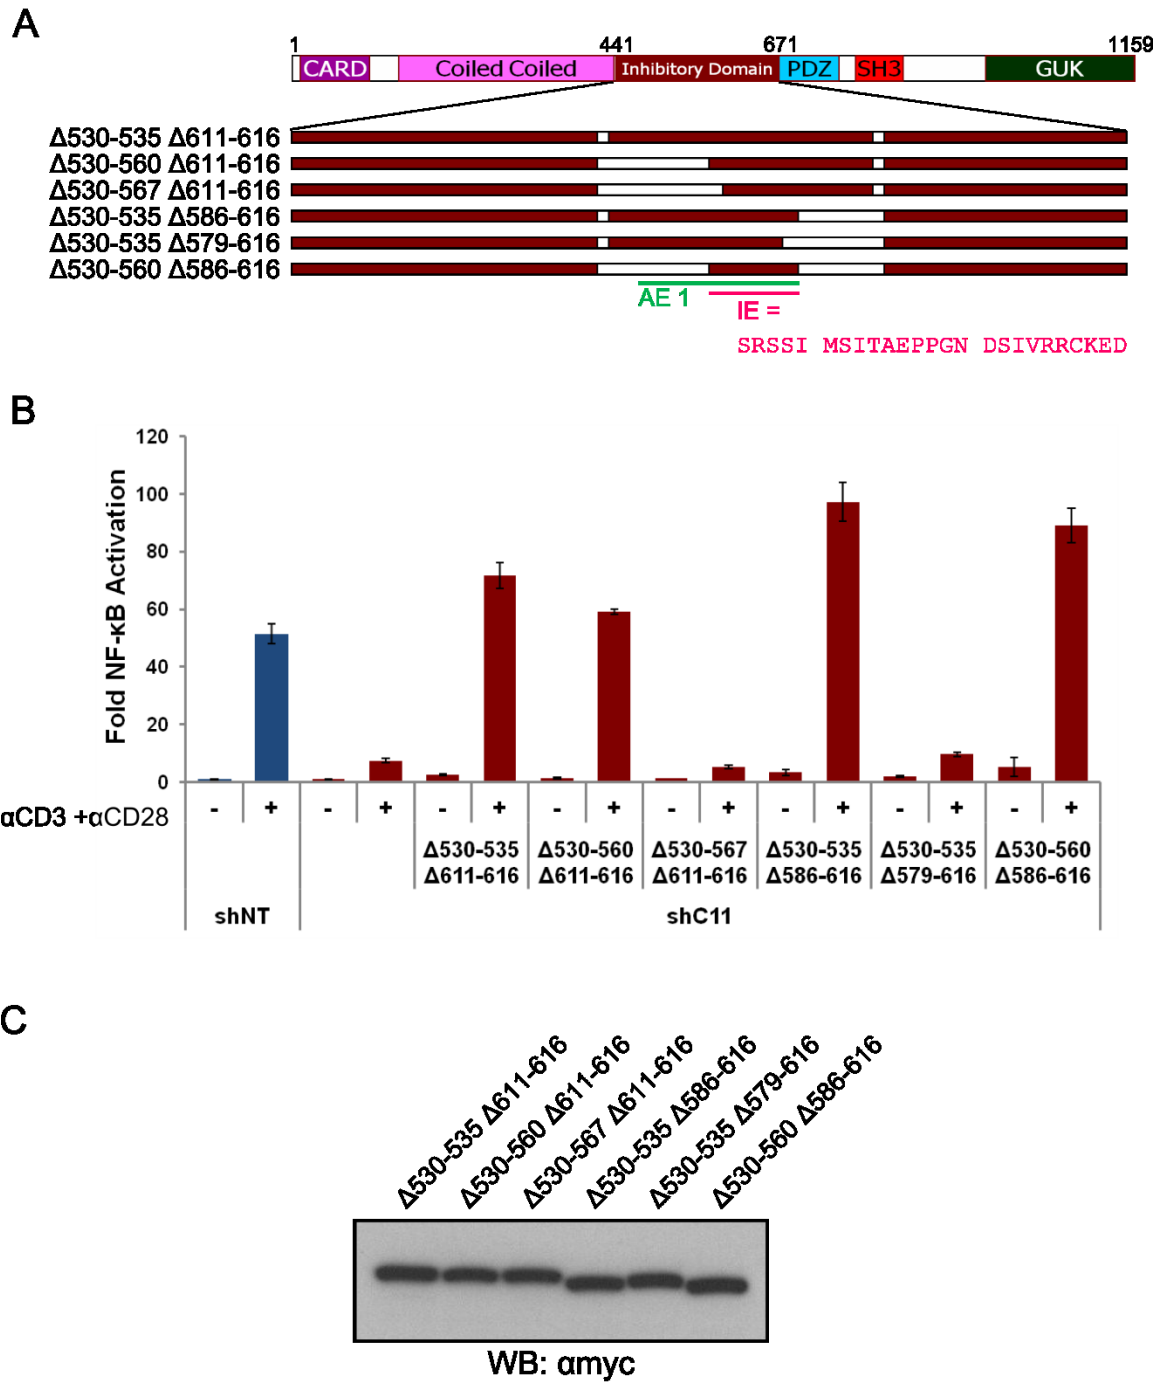 A
1 441 671 1159
CARD Coiled Coiled Inhibitory Domain PDZ SH3 GUK
Δ530-535 Δ611-616
Δ530-560 Δ611-616
Δ530-567 Δ611-616
Δ530-535 Δ586-616
Δ530-535 Δ579-616
Δ530-560 Δ586-616
AE 1
IE =
SRSSI MSITAEPPGN DSIVRRCKED
B
Fold NF-κB Activation
120
100
80
60
40
20
0
αCD3 +αCD28 - + - + - + - + - + - + - + - +
Δ530-535 Δ530-560 Δ530-567 Δ530-535 Δ530-535 Δ530-560
Δ611-616 Δ611-616 Δ611-616 Δ586-616 Δ579-616 Δ586-616
shNT shC11
C
Δ530-535 Δ611-616
Δ530-560 Δ611-616
Δ530-567 Δ611-616
Δ530-535 Δ586-616
Δ530-535 Δ579-616
Δ530-560 Δ586-616
WB: αmyc